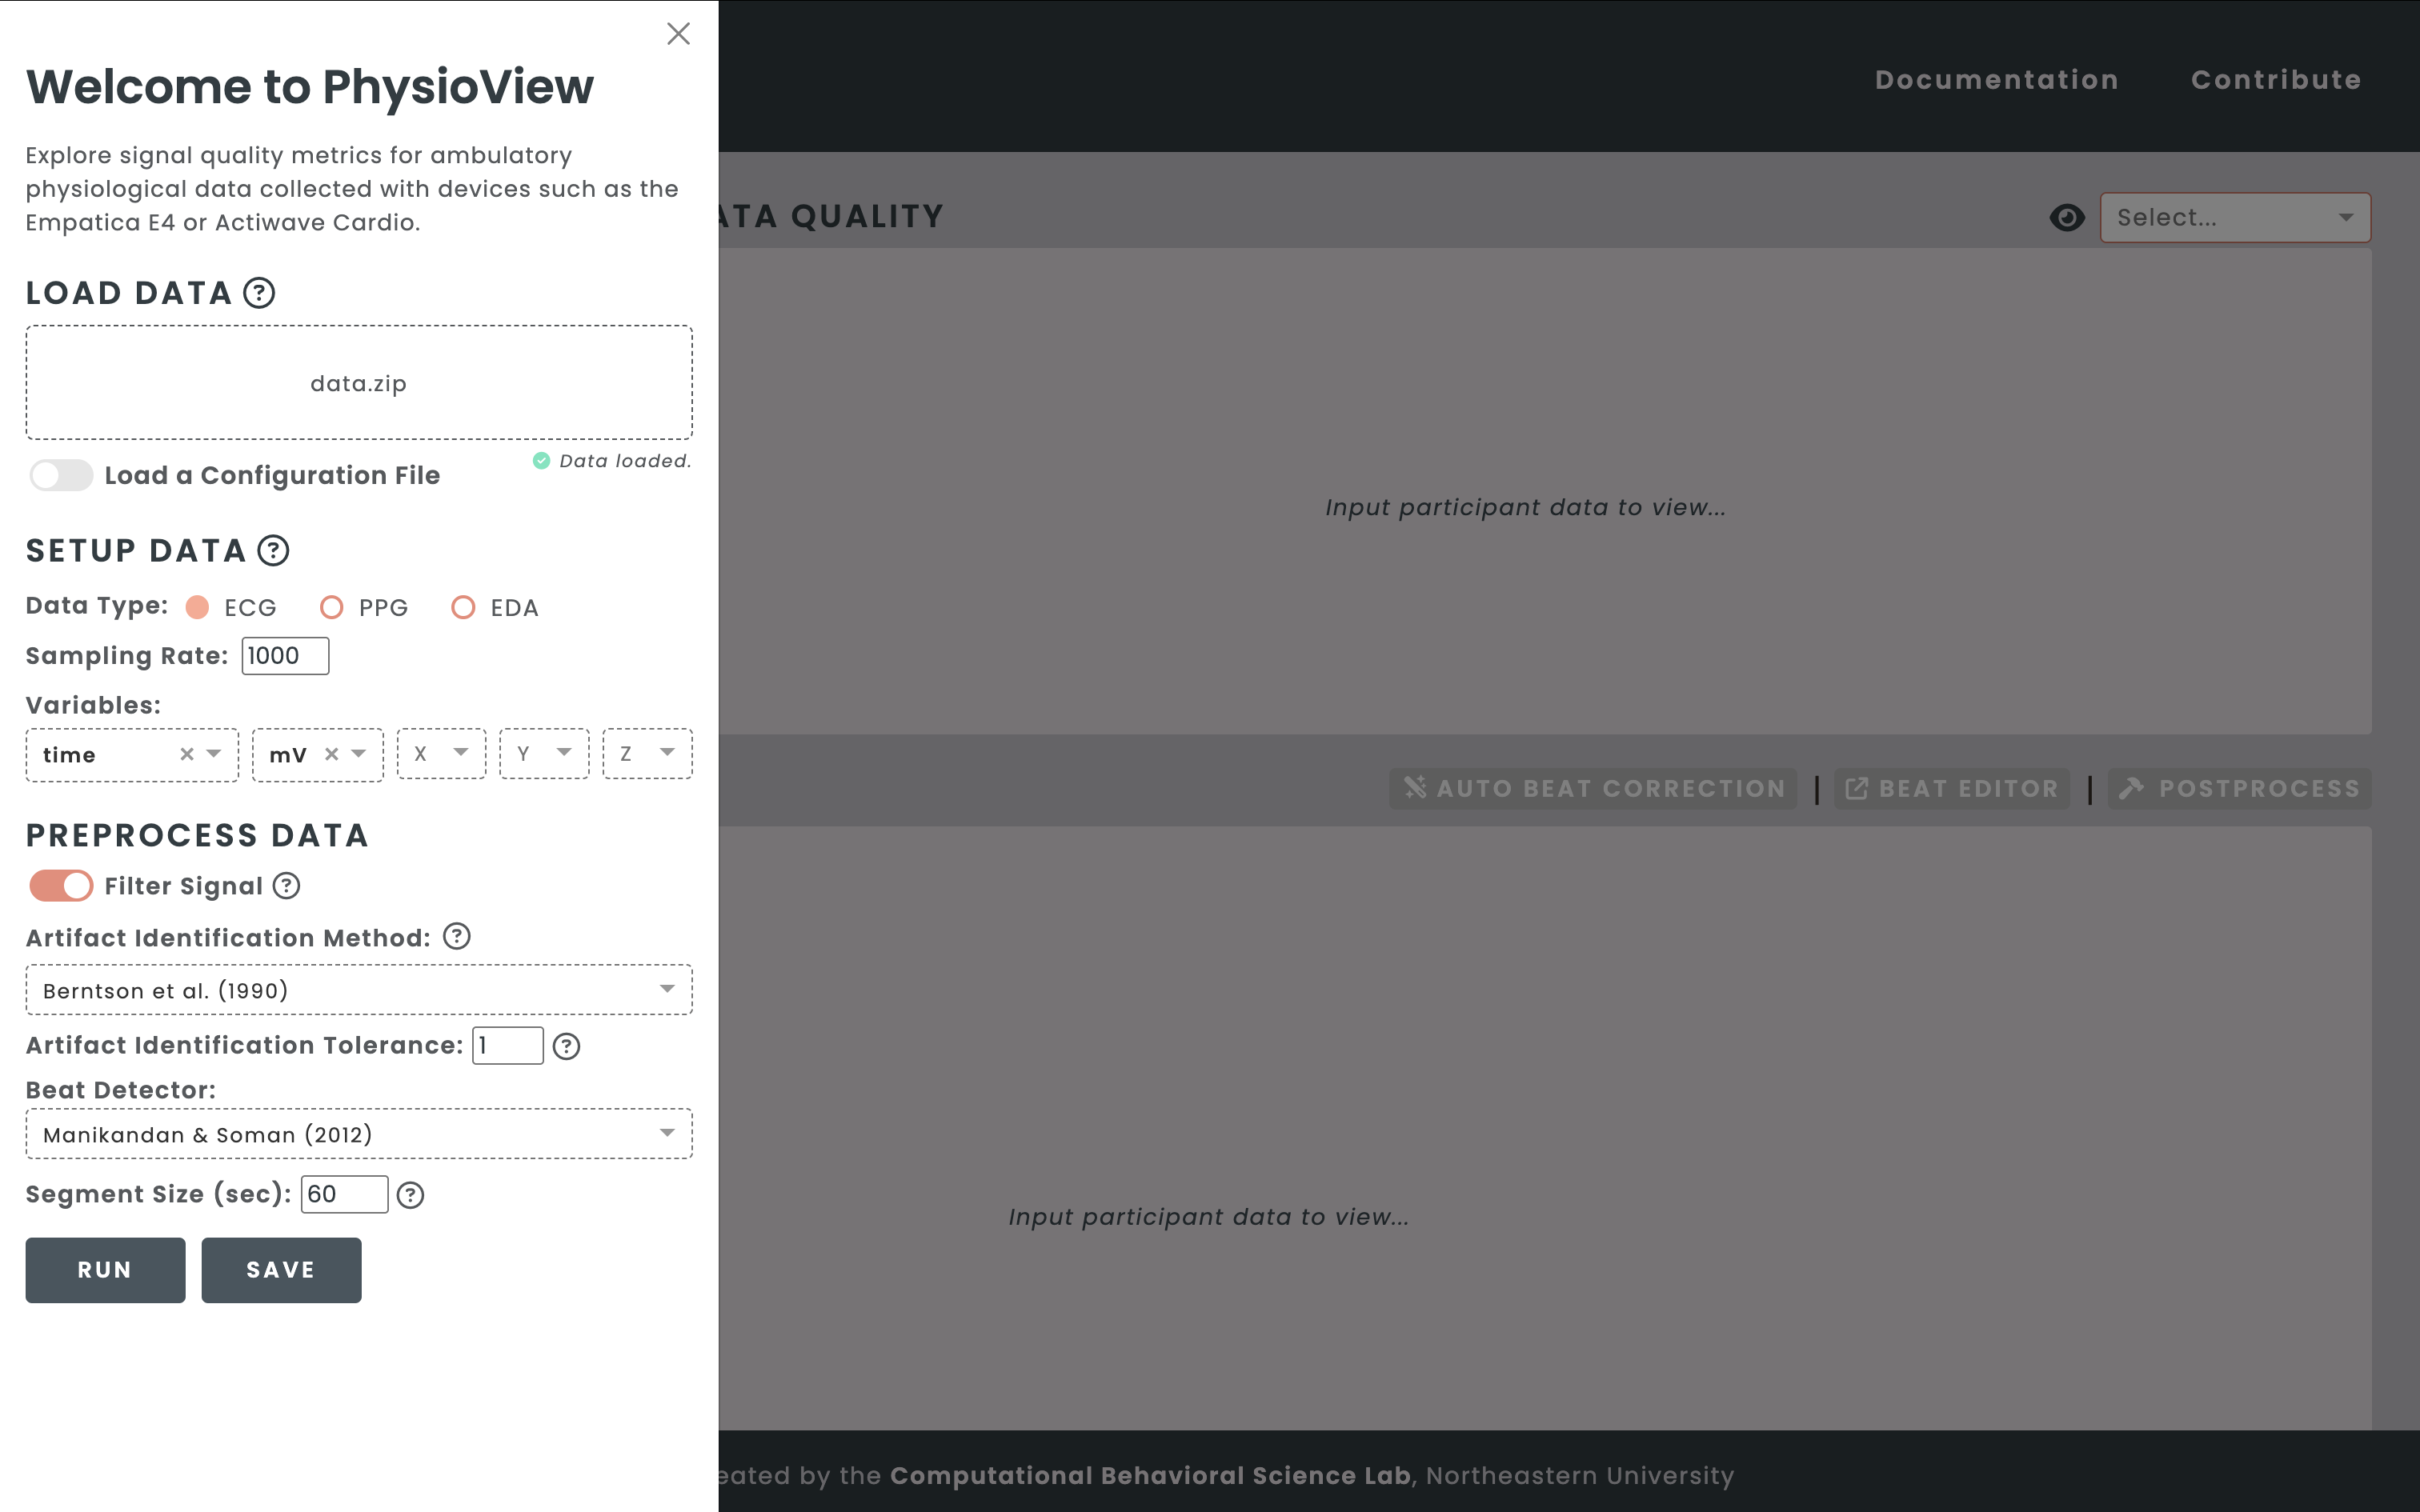 Welcome to PhysioView
Explore signal quality metrics for ambulatory
physiological data collected with devices such as the
Empatica E4 or Actiwave Cardio.
LOAD DATA ?
data.zip
Data loaded.
Load a Configuration File
SETUP DATA ?
Data Type: ECG PPG EDA
Sampling Rate: 1000
Variables:
time × mV × X Y Z
PREPROCESS DATA
Filter Signal ?
Artifact Identification Method: ?
Berntson et al. (1990)
Artifact Identification Tolerance: 1 ?
Beat Detector:
Manikandan & Soman (2012)
Segment Size (sec): 60 ?
RUN SAVE
Documentation Contribute
ATA QUALITY
Select...
Input participant data to view...
AUTO BEAT CORRECTION | BEAT EDITOR | POSTPROCESS
Input participant data to view...
eated by the Computational Behavioral Science Lab, Northeastern University